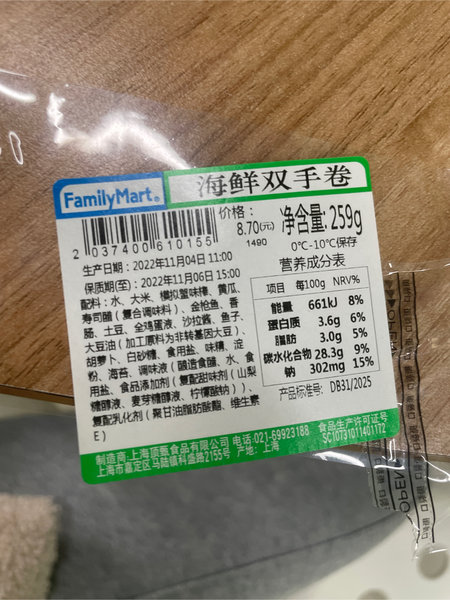 FamilyMart
海鲜双手卷
2 037400 610155
价格：
8.70(元)
1490
净含量: 259g
0℃-10℃保存
生产日期：2022年11月04日 11:00
保质期(至)：2022年11月06日 15:00
配料：水、大米、模拟蟹味棒、黄瓜、
寿司醋（复合调味料）、金枪鱼、香
肠、土豆、全鸡蛋液、沙拉酱、鱼子、
大豆油（加工原料为非转基因大豆）、
胡萝卜、白砂糖、食用盐、味精、淀
粉、海苔、调味液（酿造食醋、水、食
用盐、食品添加剂（复配甜味剂（山梨
糖醇液、麦芽糖醇液、柠檬酸钠））、
复配乳化剂（聚甘油脂肪酸酯、维生素
E）
营养成分表
项目 每100g NRV%
能量 661kJ 8%
蛋白质 3.6g 6%
脂肪 3.0g 5%
碳水化合物 28.3g 9%
钠 302mg 15%
产品标准号：DB31/2025
制造商：上海顶甄食品有限公司 电话:021-69923188
上海市嘉定区马陆镇科盛路2155号 产地：上海
食品生产许可证号
SC10731011401172
OPEN